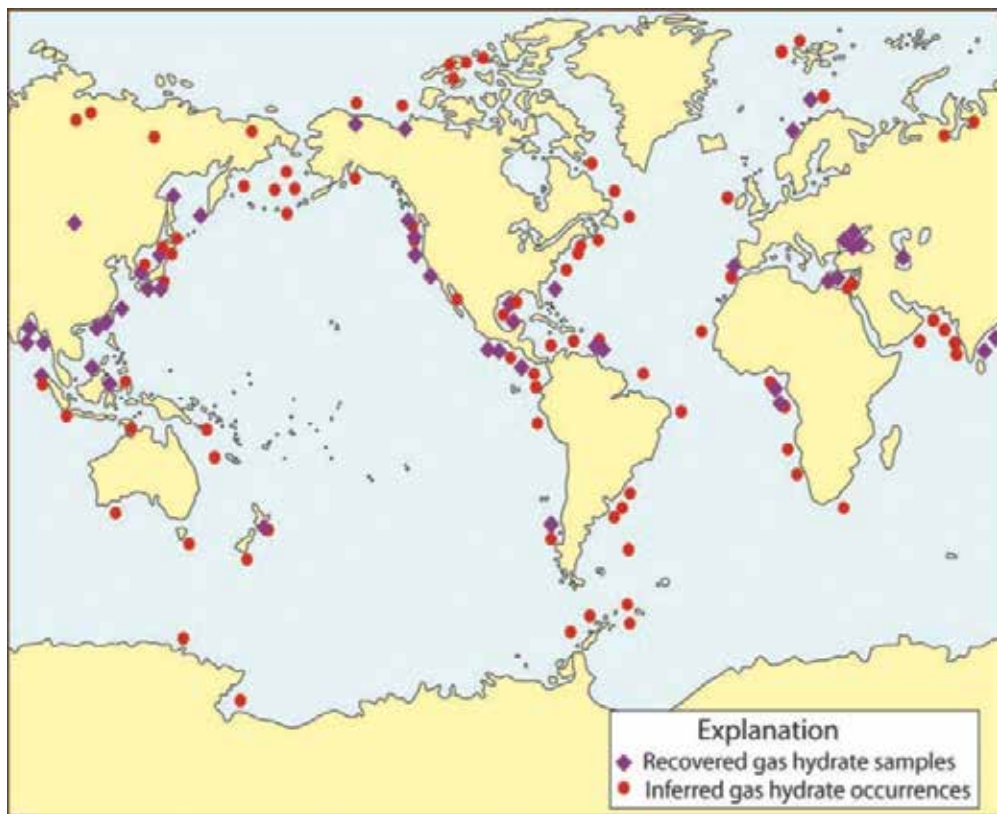 Explanation
Recovered gas hydrate samples
Inferred gas hydrate occurrences